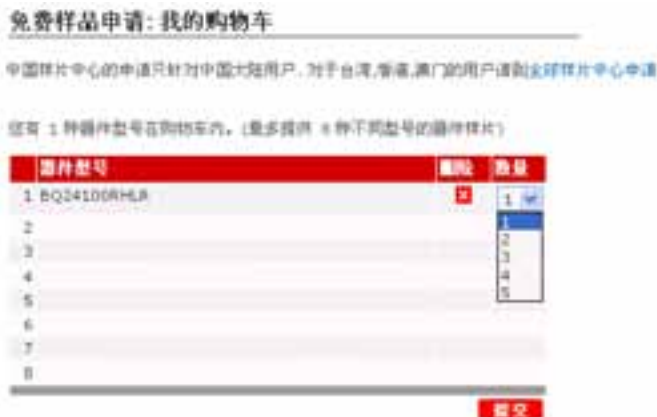 免费样品申请: 我的购物车
中国样片中心的申请只针对中国大陆用户. 对于台湾,香港,澳门的用户请到全球样片中心申请
您有 1 种器件型号在购物车内。(最多提供 8 种不同型号的器件样片)
器件型号 删除 数量
1 BQ24100RHLR 1
1
2 2
3 3
4 4
5 5
6
7
8
提交